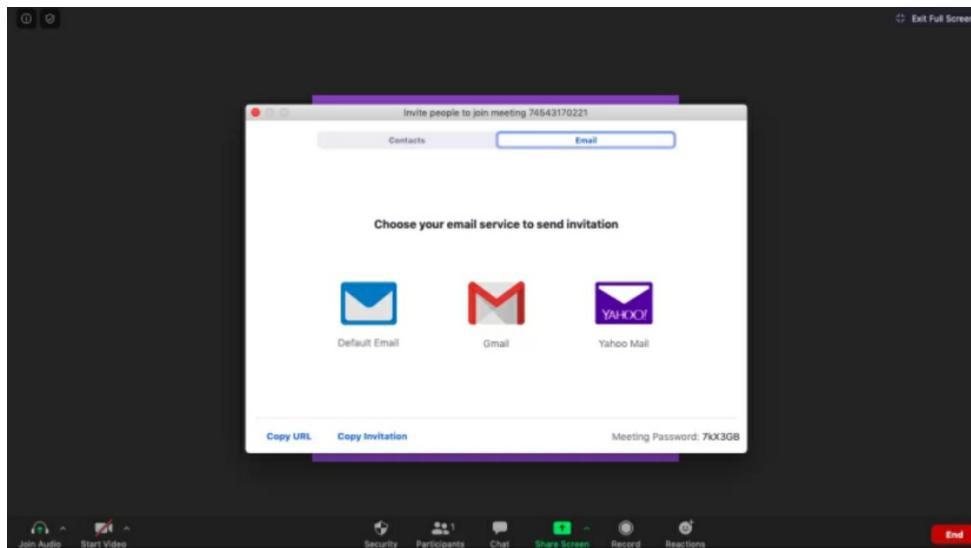 Exit Full Screen
Invite people to join meeting 74543170221
Contacts Email
Choose your email service to send invitation
YAHOO!
Default Email Gmail Yahoo Mail
Copy URL Copy Invitation Meeting Password: 7kX3GB
1
Join Audio Start Video Security Participants Chat Share Screen Record Reactions End